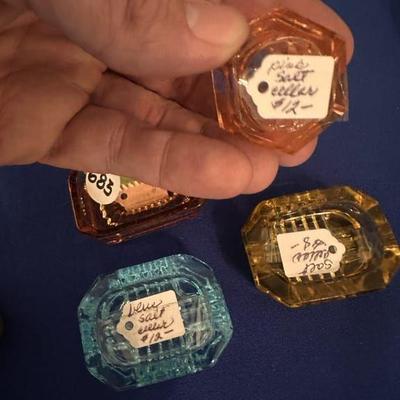 pink
salt
cellar
$12-
683
salt
cellar
$8-
blue
salt
cellar
$12-